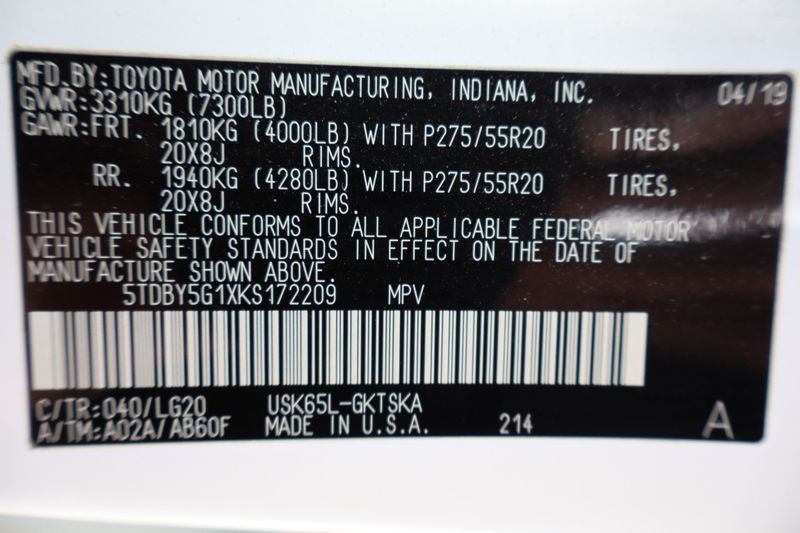 MFD.BY:TOYOTA MOTOR MANUFACTURING, INDIANA, INC. 04/19
GVWR:3310KG (7300LB)
GAWR:FRT. 1810KG (4000LB) WITH P275/55R20 TIRES,
20X8J RIMS.
RR. 1940KG (4280LB) WITH P275/55R20 TIRES,
20X8J RIMS.
THIS VEHICLE CONFORMS TO ALL APPLICABLE FEDERAL MOTOR
VEHICLE SAFETY STANDARDS IN EFFECT ON THE DATE OF
MANUFACTURE SHOWN ABOVE.
5TDBY5G1XKS172209 MPV
C/TR:040/LG20 USK65L-GKTSKA
A/TM:A02A/AB60F MADE IN U.S.A. 214 A